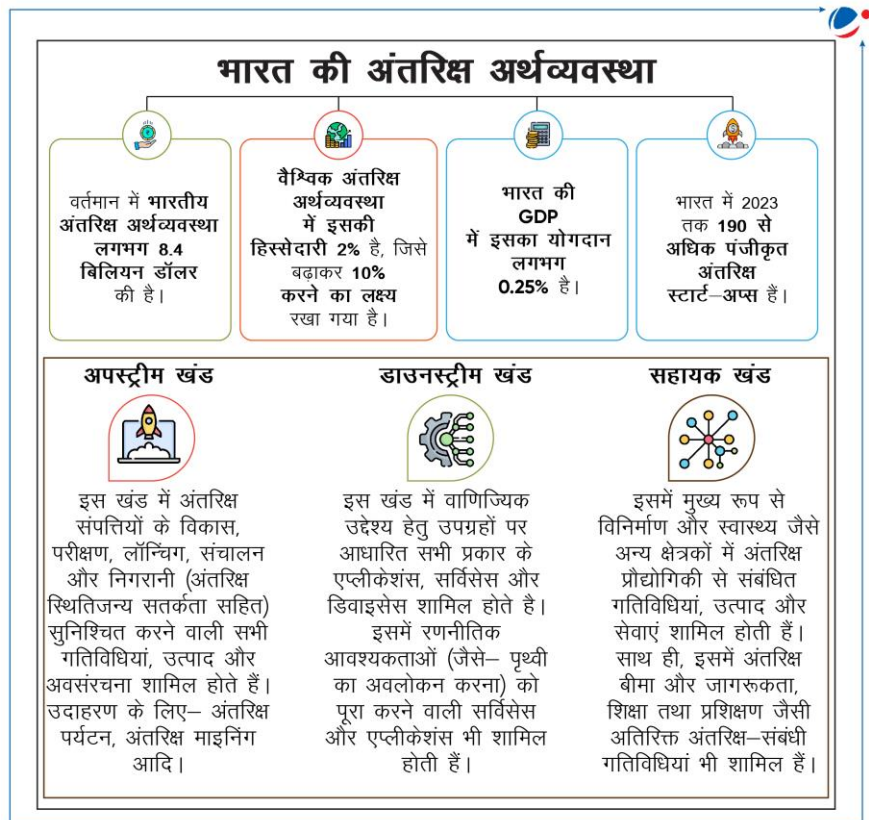 भारत की अंतरिक्ष अर्थव्यवस्था
वर्तमान में भारतीय
अंतरिक्ष अर्थव्यवस्था
लगभग 8.4
बिलियन डॉलर
की है।
वैश्विक अंतरिक्ष
अर्थव्यवस्था
में इसकी
हिस्सेदारी 2% है, जिसे
बढ़ाकर 10%
करने का लक्ष्य
रखा गया है।
भारत की
GDP
में इसका योगदान
लगभग
0.25% है।
भारत में 2023
तक 190 से
अधिक पंजीकृत
अंतरिक्ष
स्टार्ट–अप्स हैं।
अपस्ट्रीम खंड
इस खंड में अंतरिक्ष
संपत्तियों के विकास,
परीक्षण, लॉन्चिंग, संचालन
और निगरानी (अंतरिक्ष
स्थितिजन्य सतर्कता सहित)
सुनिश्चित करने वाली सभी
गतिविधियां, उत्पाद और
अवसंरचना शामिल होते हैं।
उदाहरण के लिए– अंतरिक्ष
पर्यटन, अंतरिक्ष माइनिंग
आदि।
डाउनस्ट्रीम खंड
इस खंड में वाणिज्यिक
उद्देश्य हेतु उपग्रहों पर
आधारित सभी प्रकार के
एप्लीकेशंस, सर्विसेस और
डिवाइसेस शामिल होते है।
इसमें रणनीतिक
आवश्यकताओं (जैसे– पृथ्वी
का अवलोकन करना) को
पूरा करने वाली सर्विसेस
और एप्लीकेशंस भी शामिल
होती हैं।
सहायक खंड
इसमें मुख्य रूप से
विनिर्माण और स्वास्थ्य जैसे
अन्य क्षेत्रकों में अंतरिक्ष
प्रौद्योगिकी से संबंधित
गतिविधियां, उत्पाद और
सेवाएं शामिल होती हैं।
साथ ही, इसमें अंतरिक्ष
बीमा और जागरूकता,
शिक्षा तथा प्रशिक्षण जैसी
अतिरिक्त अंतरिक्ष–संबंधी
गतिविधियां भी शामिल हैं।